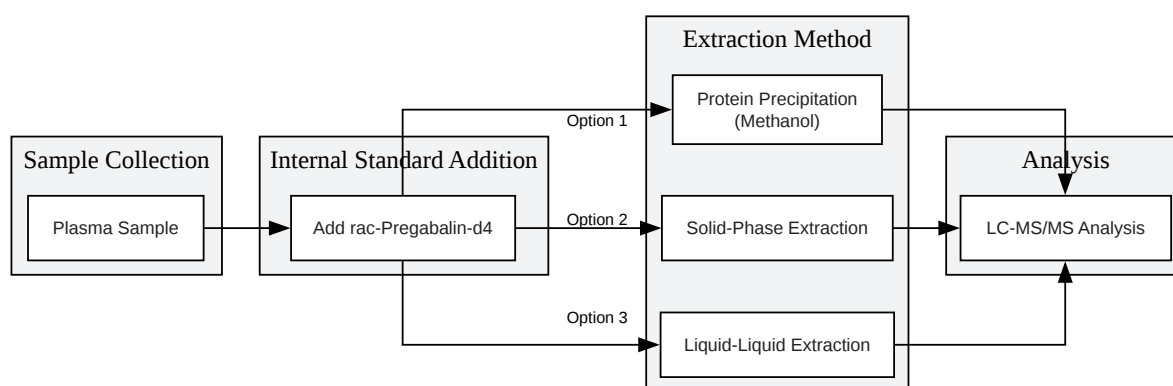 Sample Collection
Plasma Sample
Internal Standard Addition
Add rac-Pregabalin-d4
Option 1
Option 2
Option 3
Extraction Method
Protein Precipitation
(Methanol)
Solid-Phase Extraction
Liquid-Liquid Extraction
Analysis
LC-MS/MS Analysis